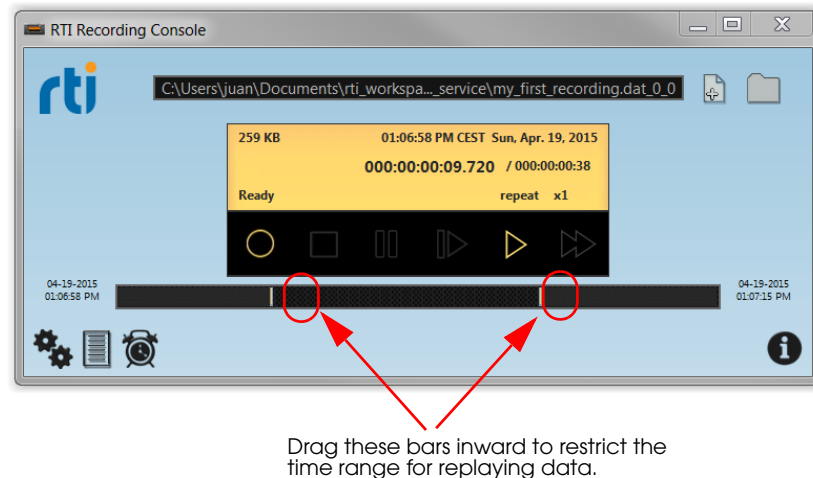 RTI Recording Console
rti
C:\Users\juan\Documents\rti_workspa..._service\my_first_recording.dat_0_0
259 KB 01:06:58 PM CEST Sun, Apr. 19, 2015
000:00:00:09.720 / 000:00:00:38
Ready repeat x1
04-19-2015
01:06:58 PM
04-19-2015
01:07:15 PM
Drag these bars inward to restrict the
time range for replaying data.